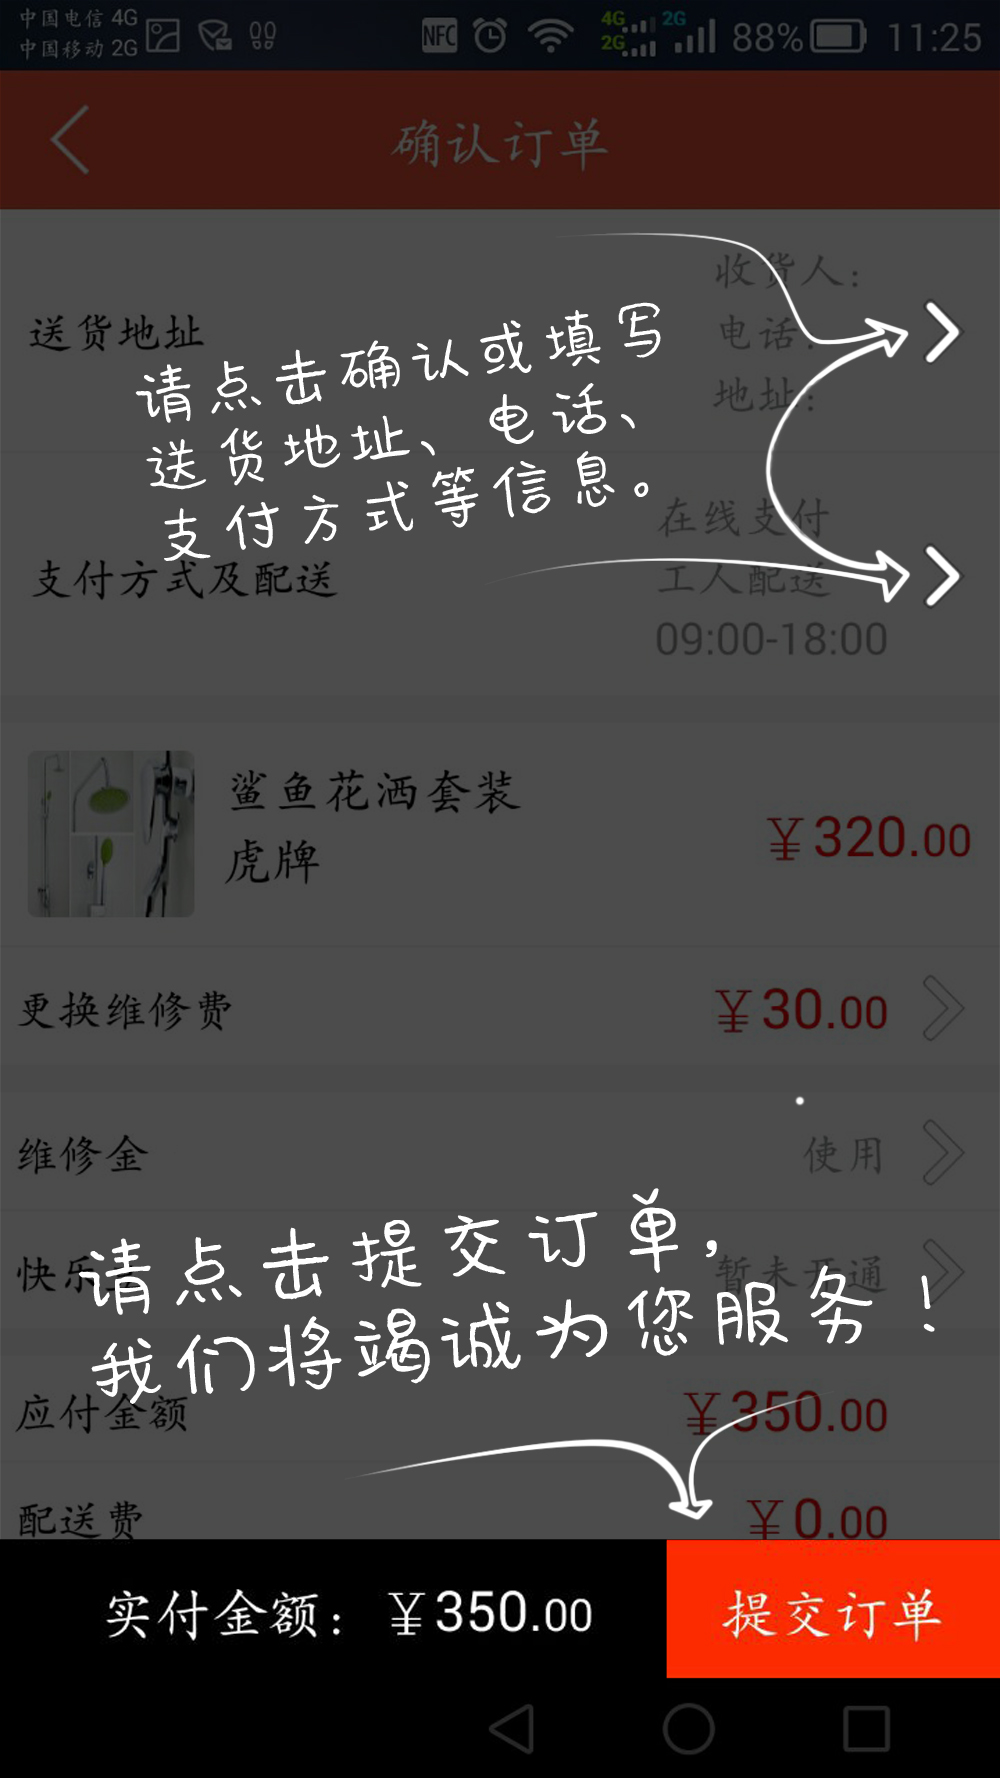 中国电信 4G
中国移动 2G
NFC
4G
2G
2G
88%
11:25
确认订单
收货人：
送货地址
电话：
地址：
请点击确认或填写
送货地址、电话、
支付方式等信息。
在线支付
支付方式及配送
工人配送
09:00-18:00
鲨鱼花洒套装
虎牌
￥320.00
更换维修费
￥30.00
维修金
使用
请点击提交订单，
快乐
暂未开通
我们将竭诚为您服务！
应付金额
￥350.00
配送费
￥0.00
实付金额：￥350.00
提交订单